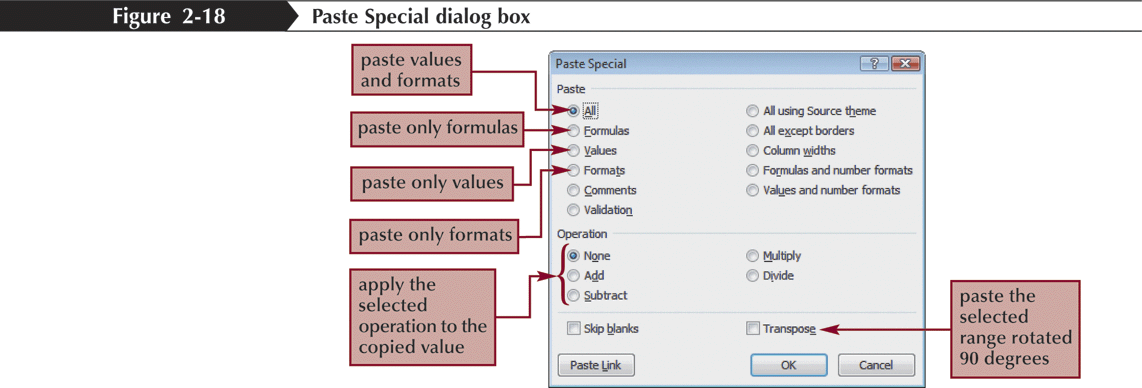 Figure 2-18
Paste Special dialog box
paste values
and formats
paste only formulas
paste only values
paste only formats
apply the
selected
operation to the
copied value
Paste Special
?
Paste
All
All using Source theme
Formulas
All except borders
Values
Column widths
Formats
Formulas and number formats
Comments
Values and number formats
Validation
Operation
None
Multiply
Add
Divide
Subtract
Skip blanks
Transpose
Paste Link
OK
Cancel
paste the
selected
range rotated
90 degrees